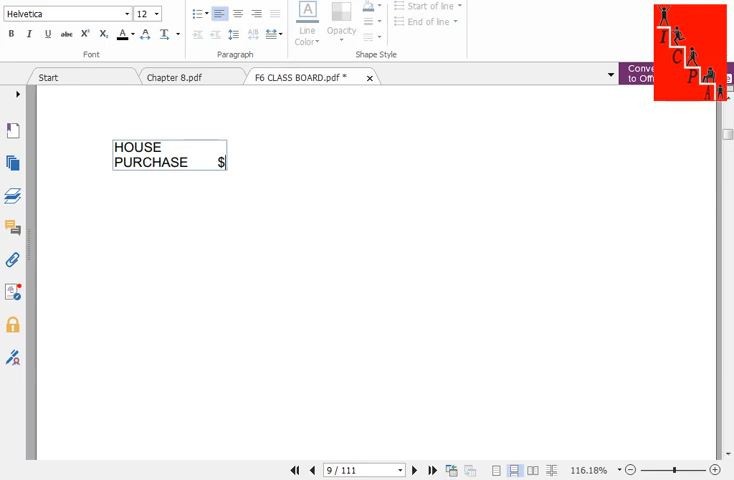 Helvetica 12
Start of line
End of line
B I U abc X² X₂ A A T
Line Color
Opacity
Font Paragraph Shape Style
Start Chapter 8.pdf F6 CLASS BOARD.pdf *
Conve
to Offi
e
I
C
P
A
HOUSE
PURCHASE $
9 / 111 116.18%